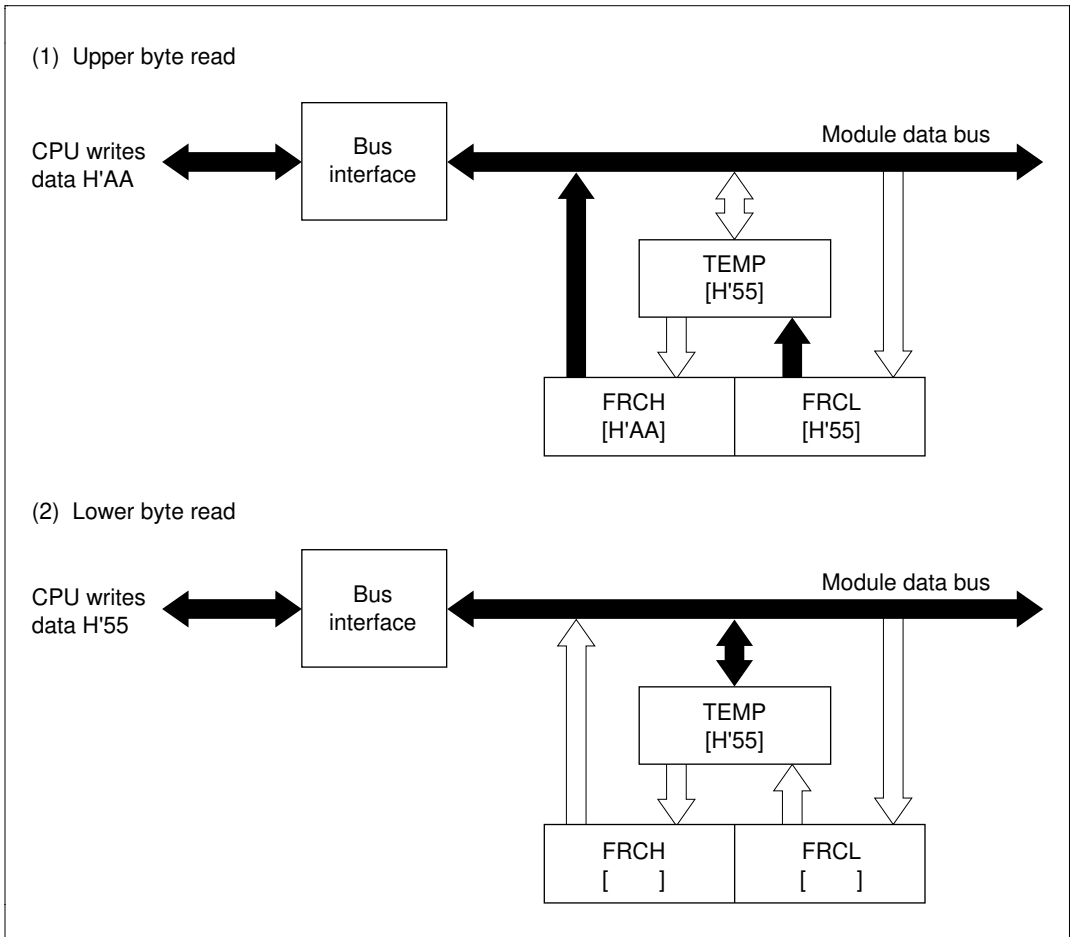 (1) Upper byte read
CPU writes
data H'AA
Bus
interface
Module data bus
TEMP
[H'55]
FRCH
[H'AA]
FRCL
[H'55]
(2) Lower byte read
CPU writes
data H'55
Bus
interface
Module data bus
TEMP
[H'55]
FRCH
[ ]
FRCL
[ ]